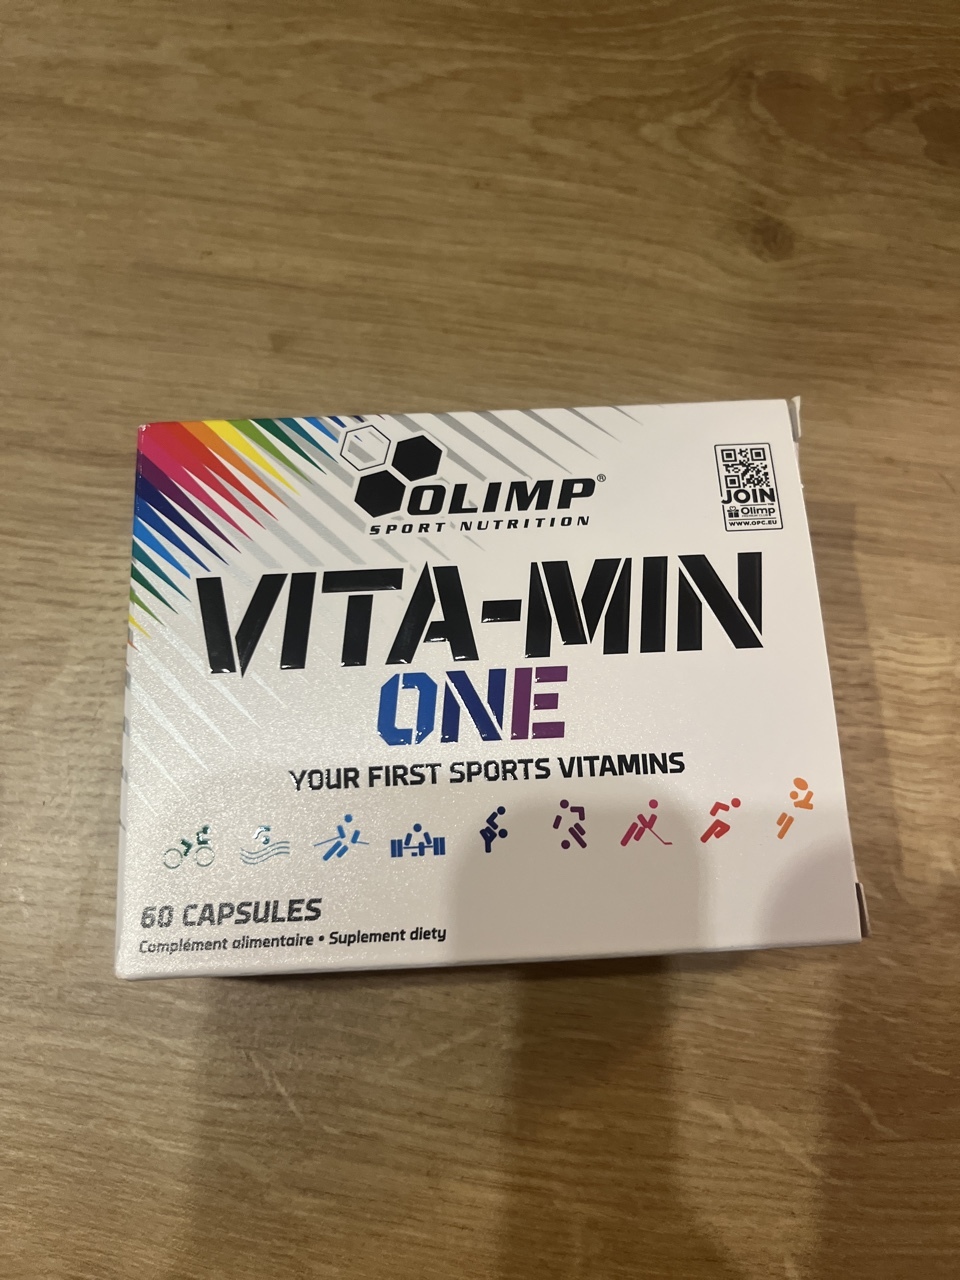 OLIMP®
SPORT NUTRITION
JOIN
Olimp
WWW.OPC.EU
VITA-MIN
ONE
YOUR FIRST SPORTS VITAMINS
60 CAPSULES
Complément alimentaire • Suplement diety